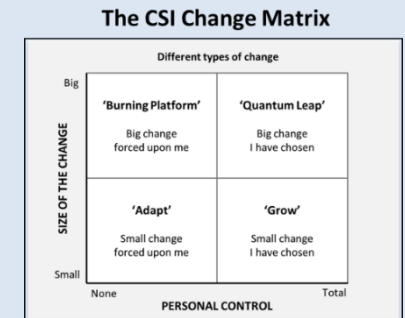 The CSI Change Matrix
Different types of change
Big
'Burning Platform'
Big change
forced upon me
'Quantum Leap'
Big change
I have chosen
SIZE OF THE CHANGE
'Adapt'
Small change
forced upon me
'Grow'
Small change
I have chosen
Small
None
Total
PERSONAL CONTROL